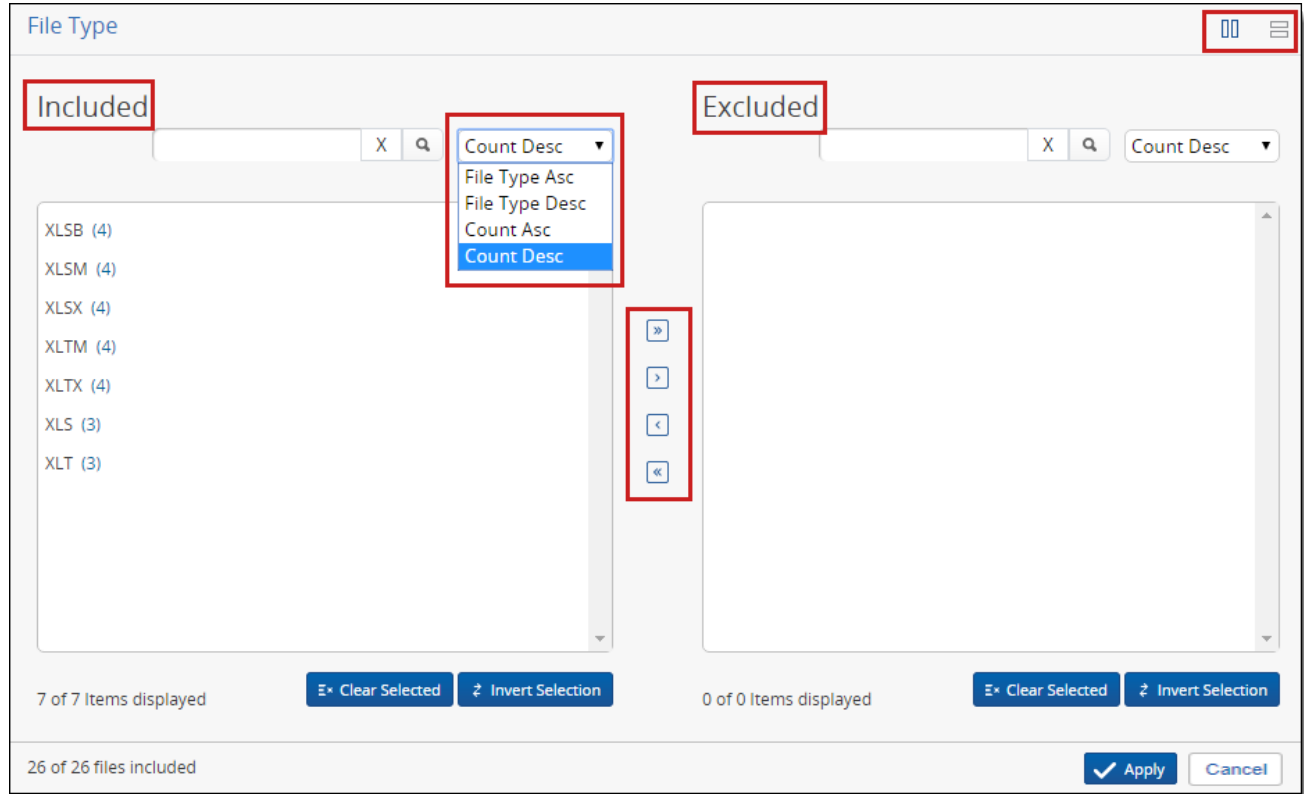 File Type
Included
Excluded
X
Count Desc
X
Count Desc
File Type Asc
File Type Desc
Count Asc
Count Desc
XLSB (4)
XLSM (4)
XLSX (4)
XLTM (4)
XLTX (4)
XLS (3)
XLT (3)
»
›
‹
«
7 of 7 Items displayed
Clear Selected
Invert Selection
0 of 0 Items displayed
Clear Selected
Invert Selection
26 of 26 files included
Apply
Cancel